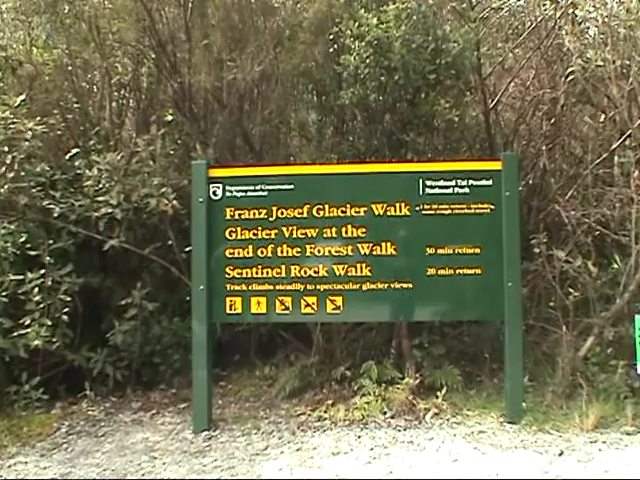 Department of Conservation
Te Papa Atawhai
Westland Tai Poutini
National Park
Franz Josef Glacier Walk
Glacier View at the
end of the Forest Walk
30 min return
Sentinel Rock Walk
20 min return
Track climbs steadily to spectacular glacier views